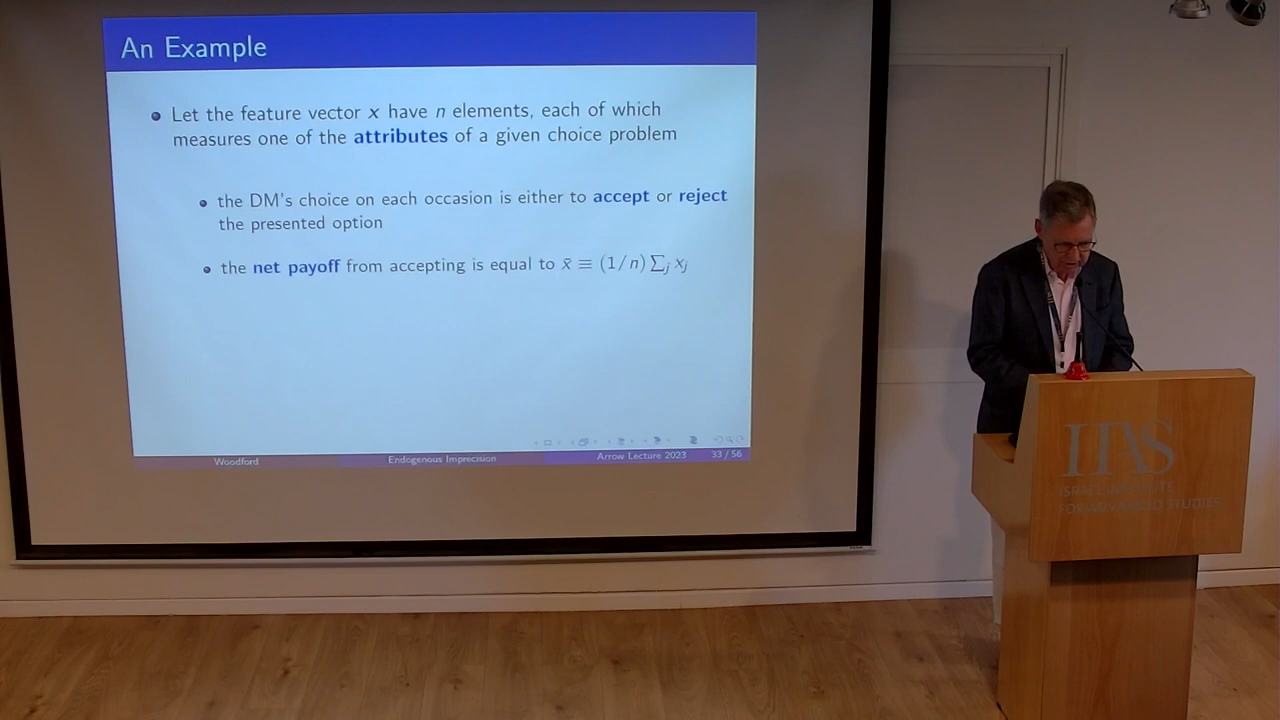 An Example
Let the feature vector x have n elements, each of which
measures one of the attributes of a given choice problem
the DM's choice on each occasion is either to accept or reject
the presented option
the net payoff from accepting is equal to x̄ ≡ (1/n) ∑ⱼ xⱼ
Woodford Endogenous Imprecision Arrow Lecture 2023 33 / 56
IIAS
ISRAEL INSTITUTE
FOR ADVANCED STUDIES